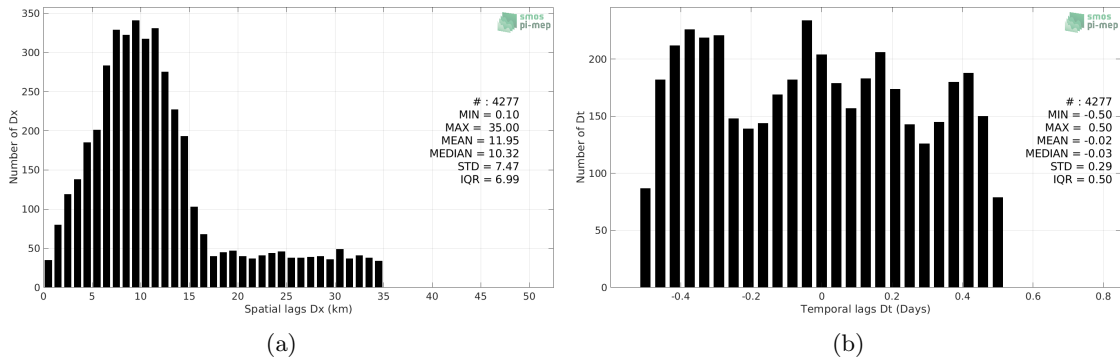 smos
pi-mep
350
300
250
200
150
100
50
0
Number of Dx
# : 4277
MIN = 0.10
MAX = 35.00
MEAN = 11.95
MEDIAN = 10.32
STD = 7.47
IQR = 6.99
0 5 10 15 20 25 30 35 40 45 50
Spatial lags Dx (km)
(a)
smos
pi-mep
200
150
100
50
0
Number of Dt
# : 4277
MIN = -0.50
MAX = 0.50
MEAN = -0.02
MEDIAN = -0.03
STD = 0.29
IQR = 0.50
-0.4 -0.2 0 0.2 0.4 0.6 0.8
Temporal lags Dt (Days)
(b)